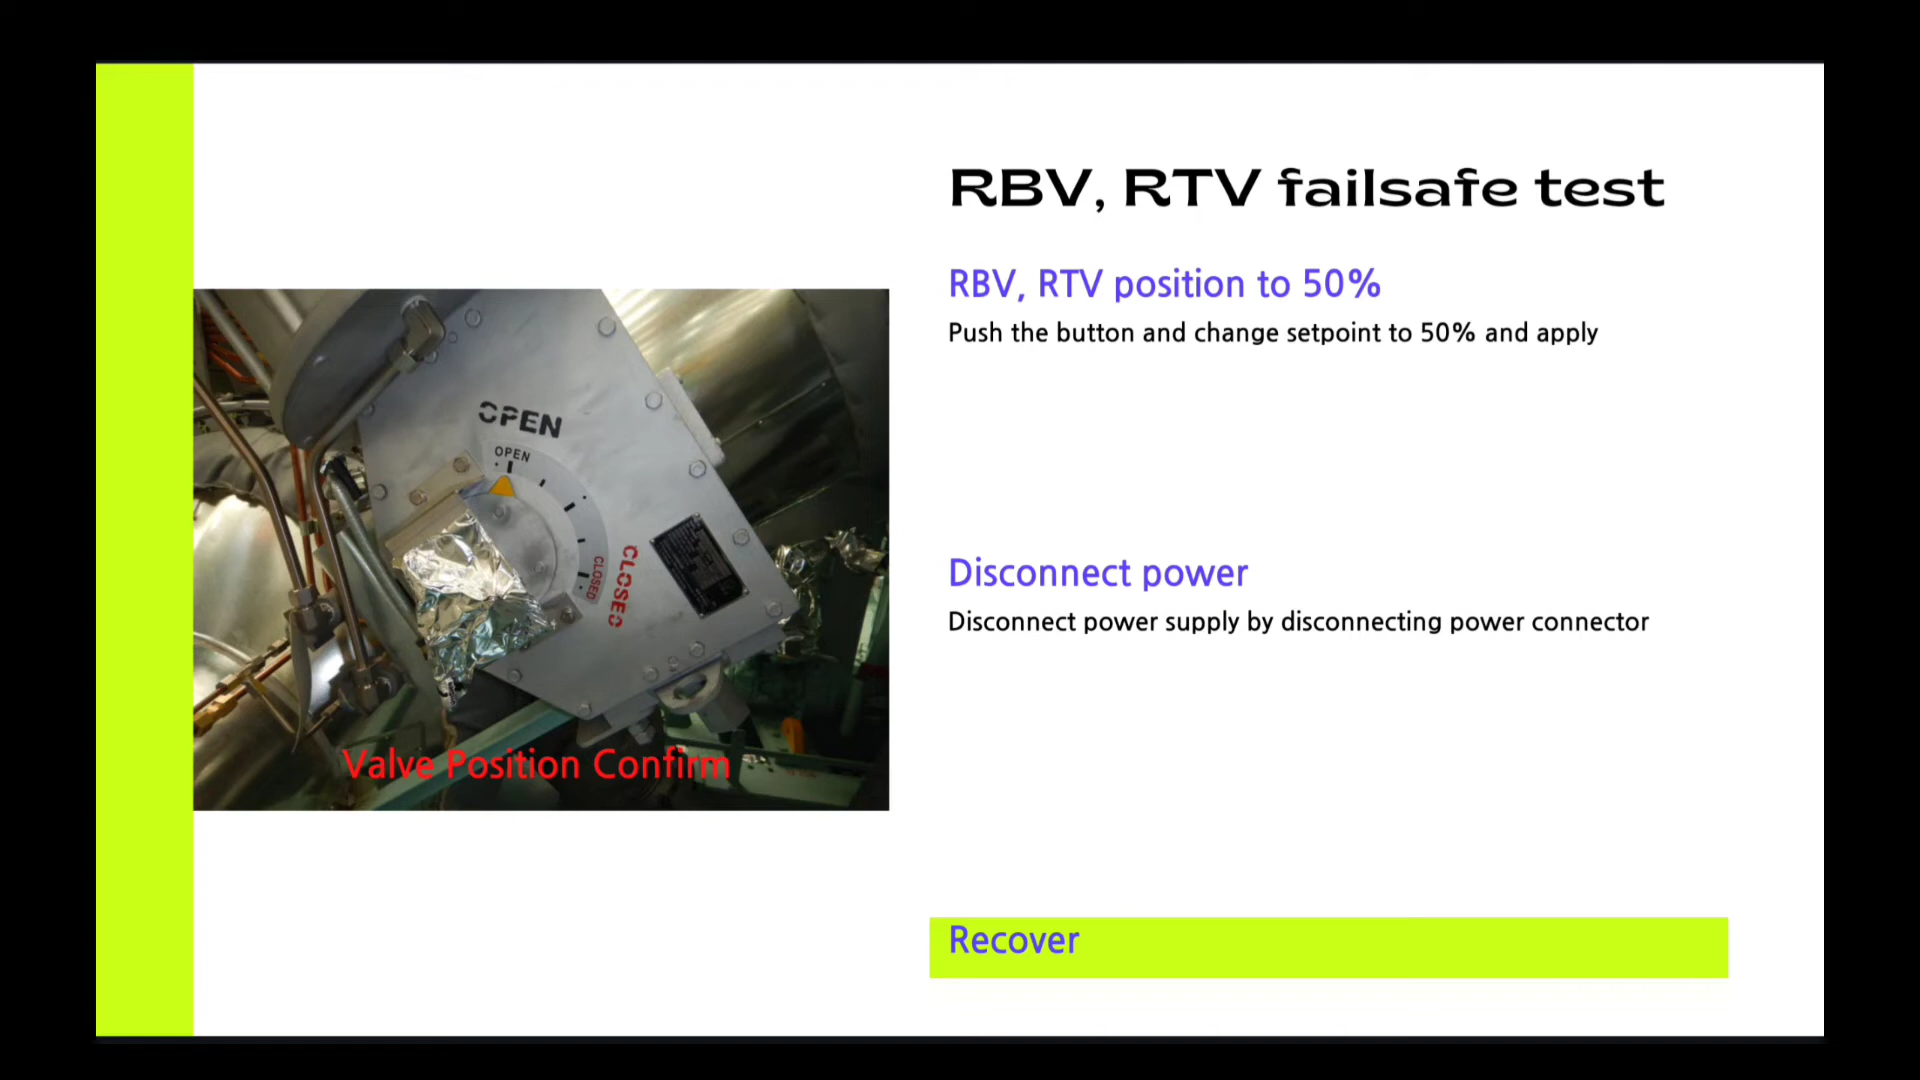 RBV, RTV failsafe test
RBV, RTV position to 50%
Push the button and change setpoint to 50% and apply
OPEN
OPEN
CLOSED
CLOSED
Valve Position Confirm
Disconnect power
Disconnect power supply by disconnecting power connector
Recover